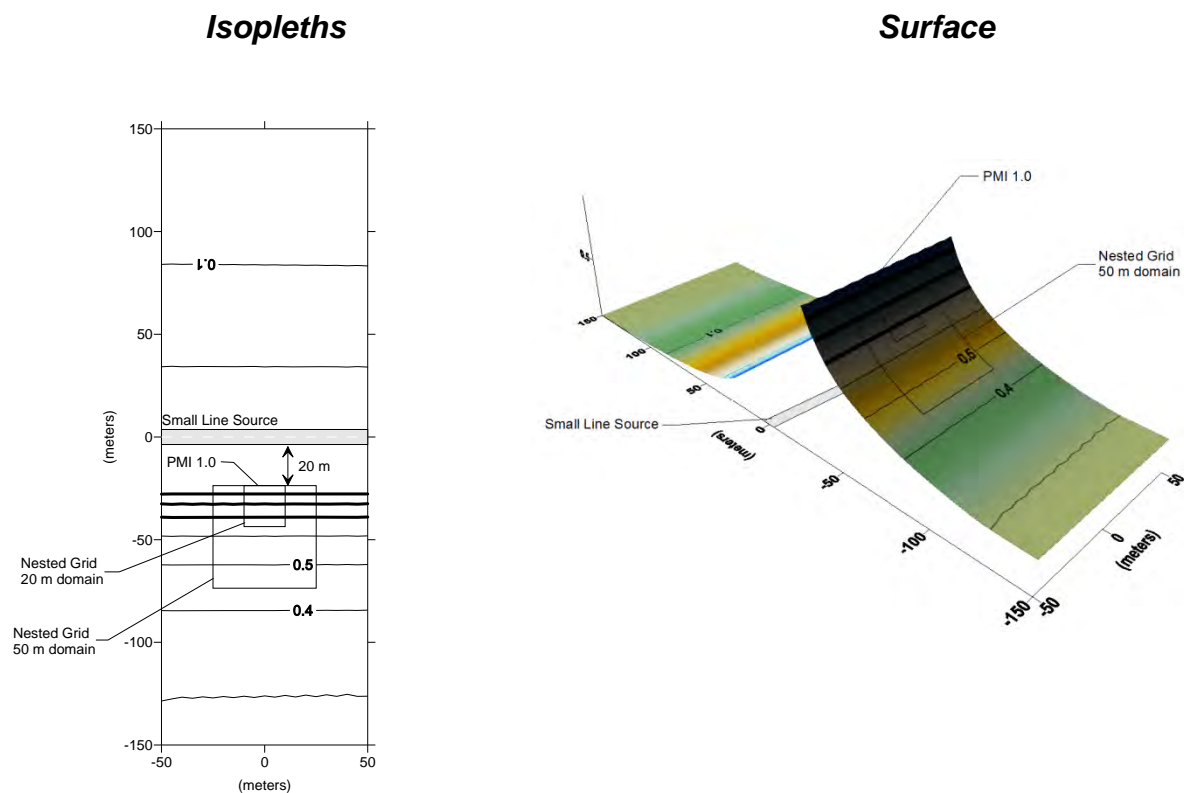 Isopleths
Surface
150
100
0.1
50
Small Line Source
0
(meters)
PMI 1.0
20 m
-50
Nested Grid
20 m domain
0.5
0.4
Nested Grid
50 m domain
-100
-150
-50
0
50
(meters)
PMI 1.0
Nested Grid
50 m domain
150
100
0.1
50
0.5
0.4
Small Line Source
0
(meters)
-50
-100
50
0
(meters)
-150
-50